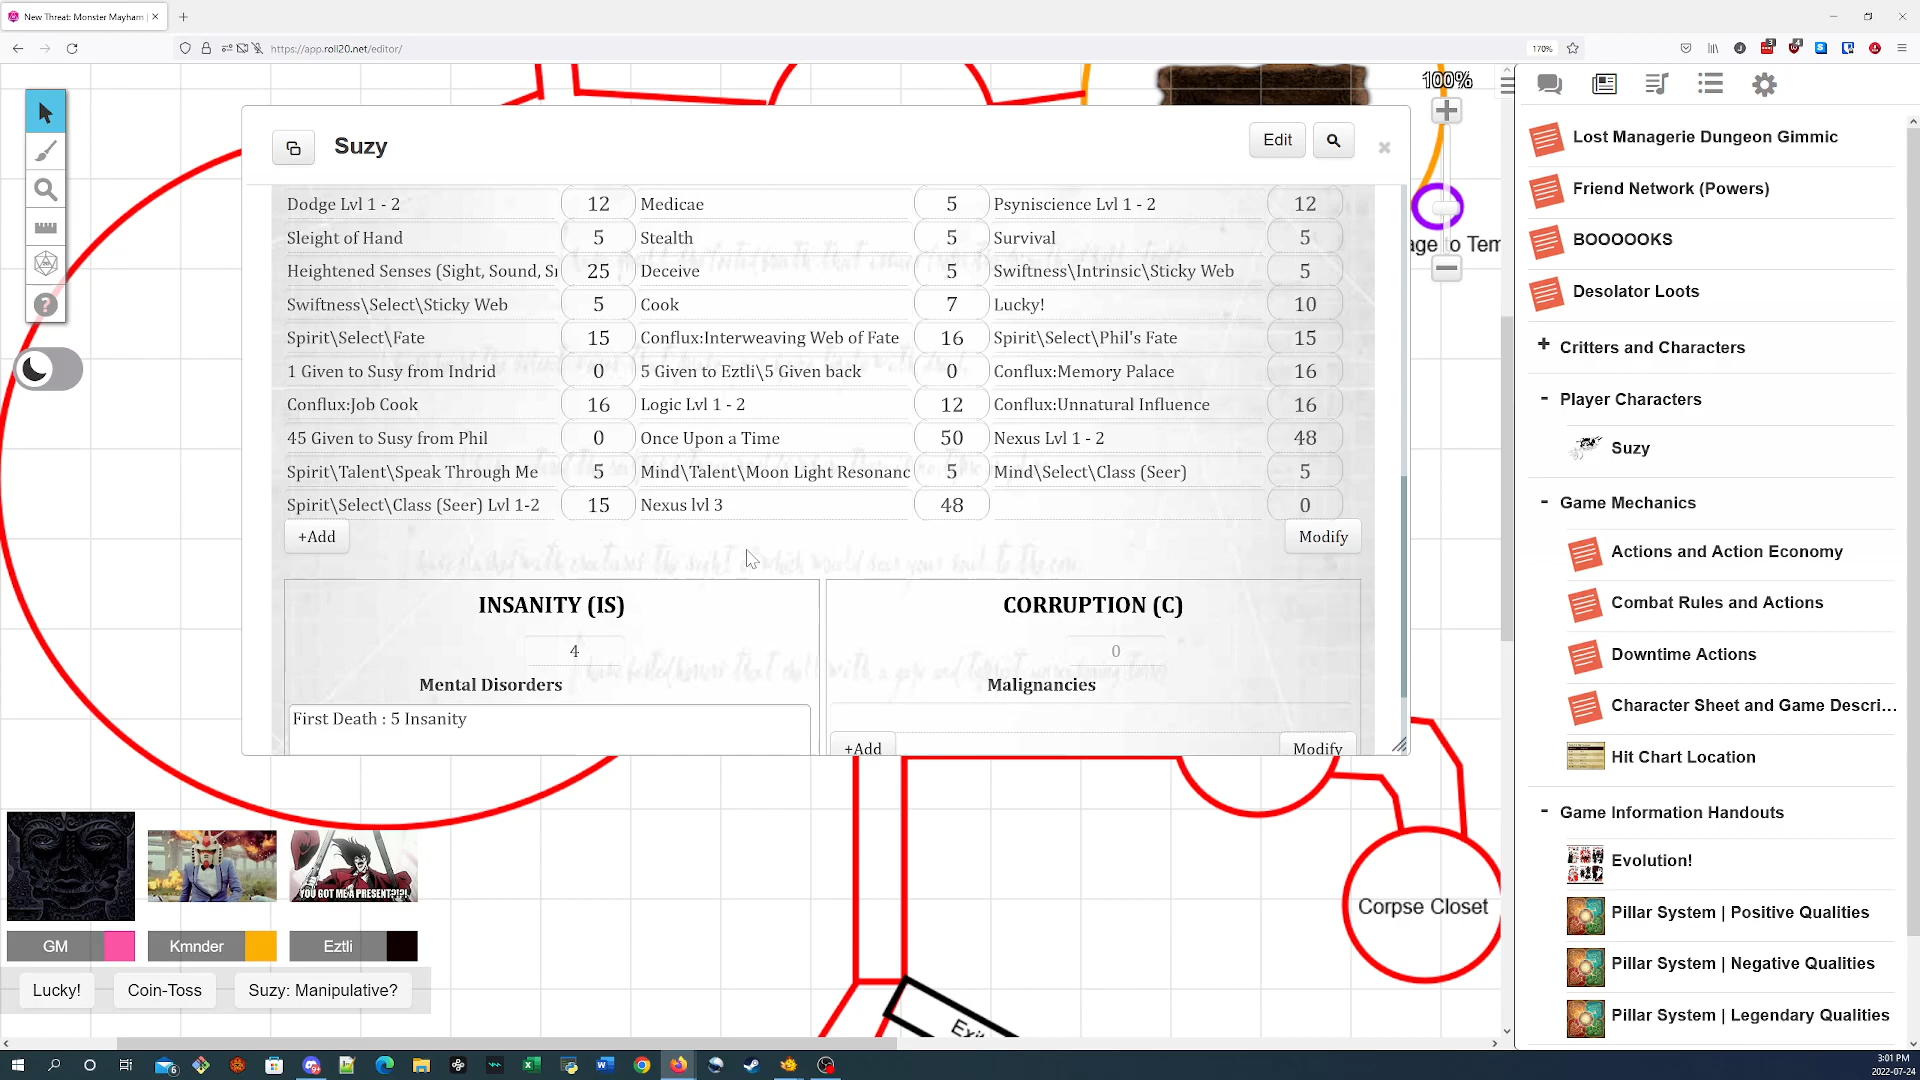 New Threat: Monster Mayham |
https://app.roll20.net/editor/
170%
100%
Suzy
Edit
Dodge Lvl 1 - 2 12 Medicae 5 Psyniscience Lvl 1 - 2 12
Sleight of Hand 5 Stealth 5 Survival 5
Heightened Senses (Sight, Sound, Sm 25 Deceive 5 Swiftness\Intrinsic\Sticky Web 5
Swiftness\Select\Sticky Web 5 Cook 7 Lucky! 10
Spirit\Select\Fate 15 Conflux:Interweaving Web of Fate 16 Spirit\Select\Phil's Fate 15
1 Given to Susy from Indrid 0 5 Given to Eztli\5 Given back 0 Conflux:Memory Palace 16
Conflux:Job Cook 16 Logic Lvl 1 - 2 12 Conflux:Unnatural Influence 16
45 Given to Susy from Phil 0 Once Upon a Time 50 Nexus Lvl 1 - 2 48
Spirit\Talent\Speak Through Me 5 Mind\Talent\Moon Light Resonanc 5 Mind\Select\Class (Seer) 5
Spirit\Select\Class (Seer) Lvl 1-2 15 Nexus lvl 3 48 0
+Add Modify
INSANITY (IS)
4
Mental Disorders
First Death : 5 Insanity
CORRUPTION (C)
0
Malignancies
+Add Modify
age to Tem
Corpse Closet
Exi
YOU GOT ME A PRESENT?!?!
GM
Kmnder
Eztli
Lucky!
Coin-Toss
Suzy: Manipulative?
Lost Managerie Dungeon Gimmic
Friend Network (Powers)
BOOOOOKS
Desolator Loots
+ Critters and Characters
- Player Characters
Suzy
- Game Mechanics
Actions and Action Economy
Combat Rules and Actions
Downtime Actions
Character Sheet and Game Descri...
Hit Chart Location
- Game Information Handouts
Evolution!
Pillar System | Positive Qualities
Pillar System | Negative Qualities
Pillar System | Legendary Qualities
3:01 PM
2022-07-24